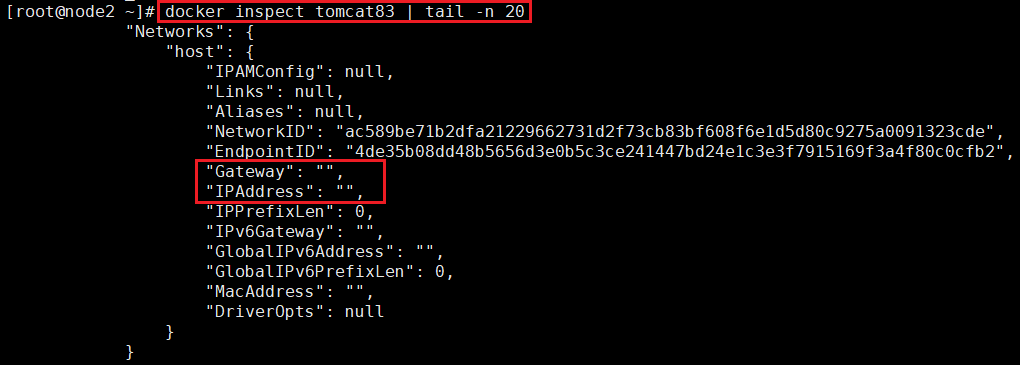 [root@node2 ~]# docker inspect tomcat83 | tail -n 20
"Networks": {
"host": {
"IPAMConfig": null,
"Links": null,
"Aliases": null,
"NetworkID": "ac589be71b2dfa21229662731d2f73cb83bf608f6e1d5d80c9275a0091323cde",
"EndpointID": "4de35b08dd48b5656d3e0b5c3ce241447bd24e1c3e3f7915169f3a4f80c0cfb2",
"Gateway": "",
"IPAddress": "",
"IPPrefixLen": 0,
"IPv6Gateway": "",
"GlobalIPv6Address": "",
"GlobalIPv6PrefixLen": 0,
"MacAddress": "",
"DriverOpts": null
}
}